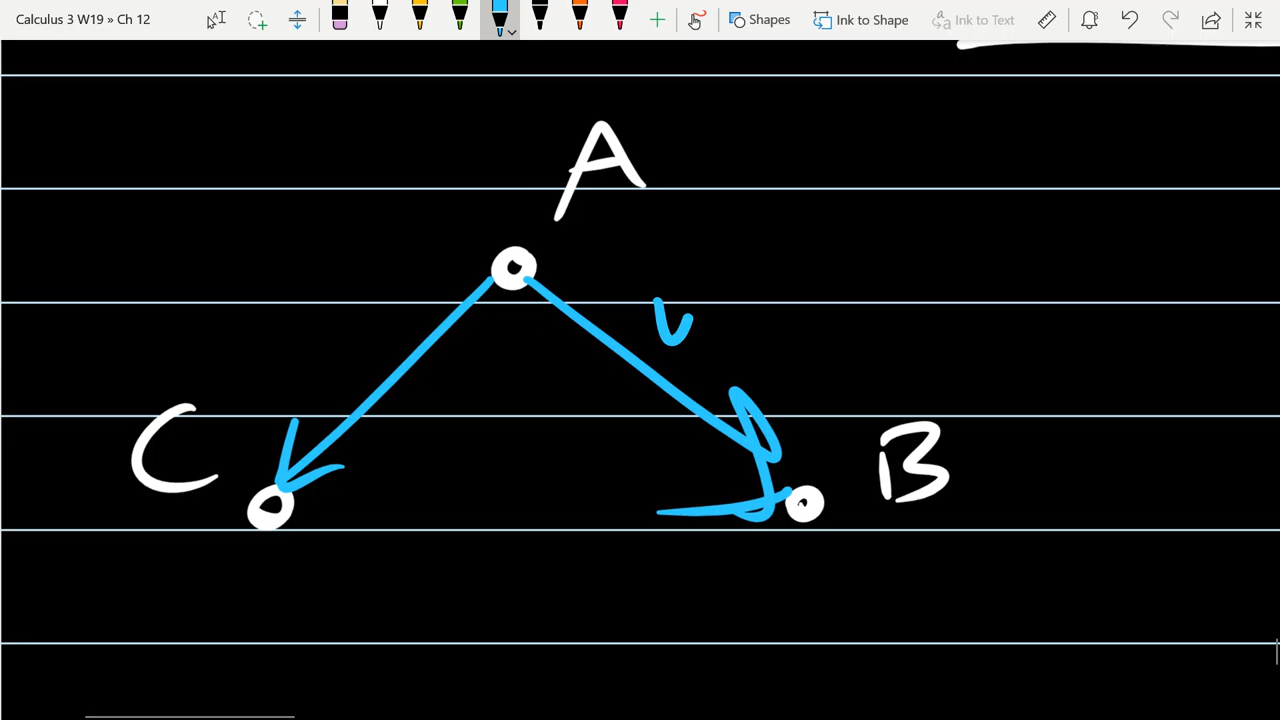 Calculus 3 W19 » Ch 12
Shapes
Ink to Shape
Ink to Text
A
C
B